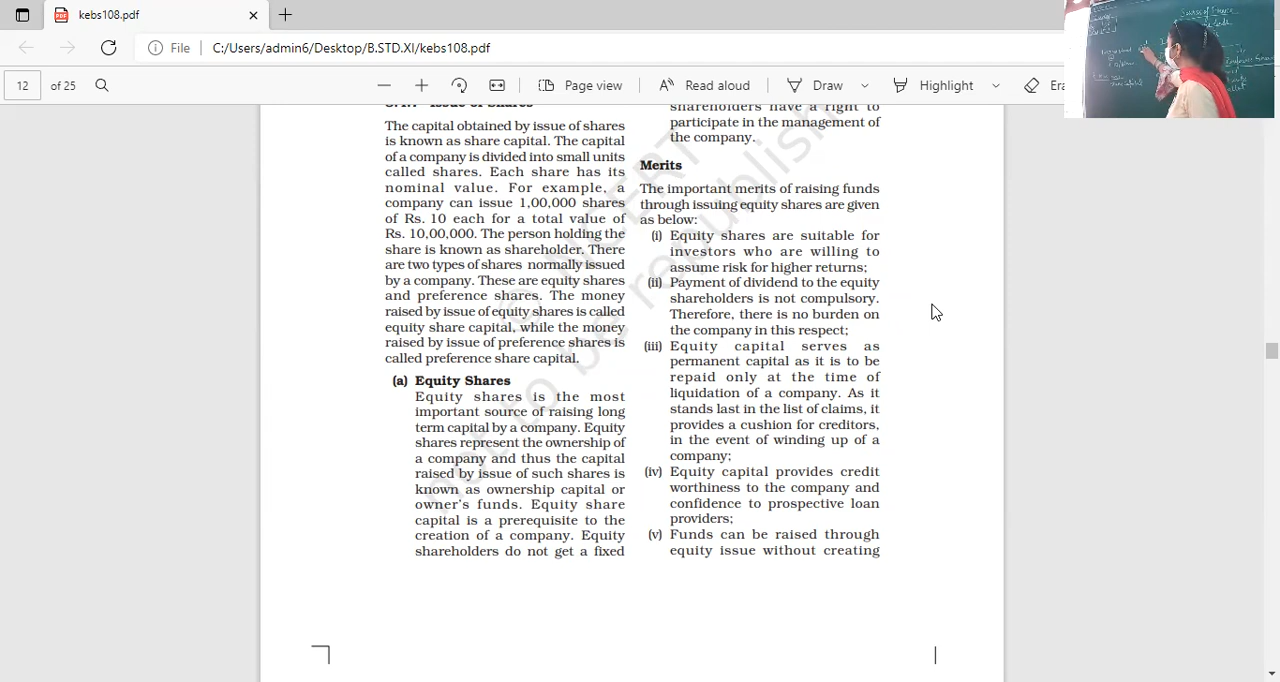 kebs108.pdf
File C:/Users/admin6/Desktop/B.STD.XI/kebs108.pdf
12 of 25
Page view
Read aloud
Draw
Highlight
Era
Issue of Shares
The capital obtained by issue of shares
is known as share capital. The capital
of a company is divided into small units
called shares. Each share has its
nominal value. For example, a
company can issue 1,00,000 shares
of Rs. 10 each for a total value of
Rs. 10,00,000. The person holding the
share is known as shareholder. There
are two types of shares normally issued
by a company. These are equity shares
and preference shares. The money
raised by issue of equity shares is called
equity share capital, while the money
raised by issue of preference shares is
called preference share capital.
(a) Equity Shares
Equity shares is the most
important source of raising long
term capital by a company. Equity
shares represent the ownership of
a company and thus the capital
raised by issue of such shares is
known as ownership capital or
owner's funds. Equity share
capital is a prerequisite to the
creation of a company. Equity
shareholders do not get a fixed
shareholders have a right to
participate in the management of
the company.
Merits
The important merits of raising funds
through issuing equity shares are given
as below:
(i) Equity shares are suitable for
investors who are willing to
assume risk for higher returns;
(ii) Payment of dividend to the equity
shareholders is not compulsory.
Therefore, there is no burden on
the company in this respect;
(iii) Equity capital serves as
permanent capital as it is to be
repaid only at the time of
liquidation of a company. As it
stands last in the list of claims, it
provides a cushion for creditors,
in the event of winding up of a
company;
(iv) Equity capital provides credit
worthiness to the company and
confidence to prospective loan
providers;
(v) Funds can be raised through
equity issue without creating
© NCERT
not to be republish
Sources of Finance